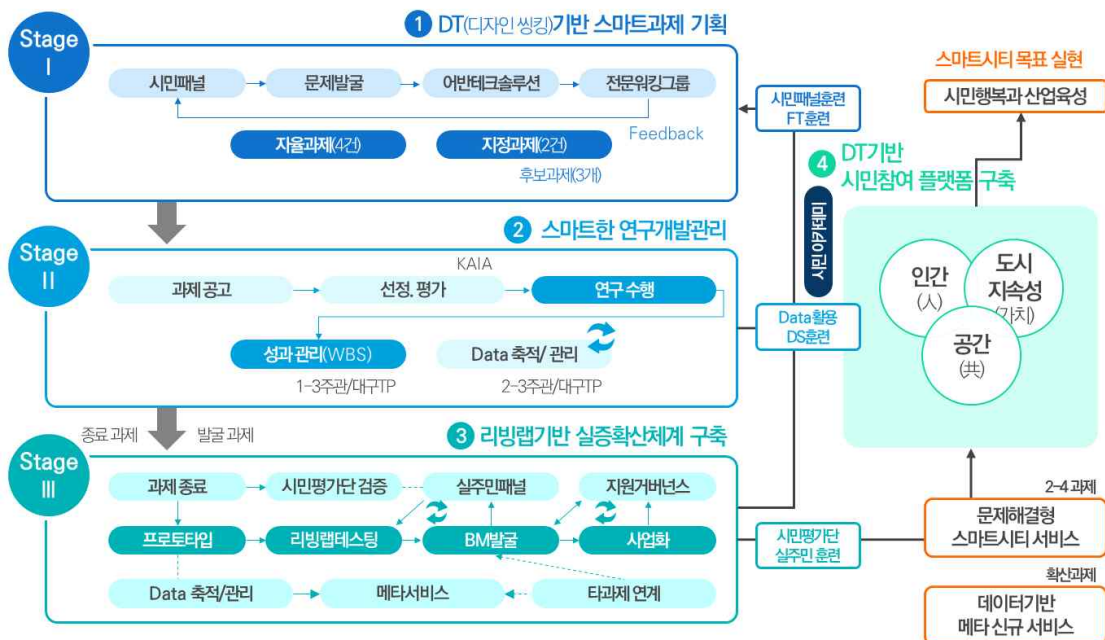 Stage
I
1 DT(디자인 씽킹)기반 스마트과제 기획
시민패널
문제발굴
어반테크솔루션
전문워킹그룹
Feedback
자율과제(4건)
지정과제(2건)
후보과제(3개)
시민패널훈련
FT훈련
스마트시티 목표 실현
시민행복과 산업육성
4 DT기반
시민참여 플랫폼 구축
Y아카데미
인간
(人)
도시
지속성
(가치)
공간
(共)
Stage
II
2 스마트한 연구개발관리
KAIA
과제 공고
선정, 평가
연구 수행
성과 관리(WBS)
Data 축적/ 관리
1-3주관/대구TP
2-3주관/대구TP
Data활용
DS훈련
종료 과제
발굴 과제
Stage
III
3 리빙랩기반 실증확산체계 구축
과제 종료
시민평가단 검증
실주민패널
지원거버넌스
프로토타입
리빙랩테스팅
BM발굴
사업화
Data 축적/관리
메타서비스
타과제 연계
시민평가단
실주민 훈련
2-4 과제
문제해결형
스마트시티 서비스
확산과제
데이터기반
메타 신규 서비스